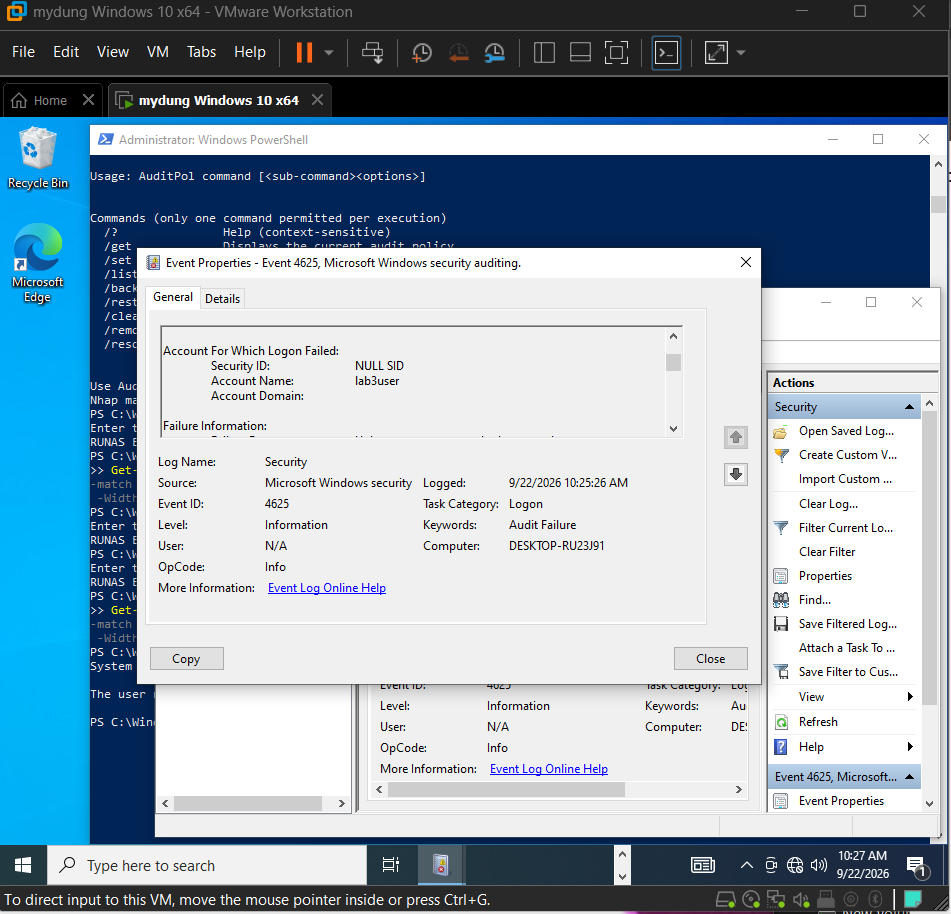 mydung Windows 10 x64 - VMware Workstation
File Edit View VM Tabs Help
Home
mydung Windows 10 x64
Recycle Bin
Microsoft Edge
Administrator: Windows PowerShell
Usage: AuditPol command [<sub-command><options>]
Commands (only one command permitted per execution)
/? Help (context-sensitive)
/get Displays the current audit policy.
/set
/list
/back
/rest
/clea
/remo
/reso
Use Aud
Nhap ma
PS C:\W
Enter t
RUNAS E
PS C:\W
>> Get-
-match
-Width
PS C:\W
Enter t
RUNAS E
PS C:\W
Enter t
RUNAS E
PS C:\W
>> Get-
-match
-Width
PS C:\W
System
The user
PS C:\Wind
Event Properties - Event 4625, Microsoft Windows security auditing.
General Details
Account For Which Logon Failed:
Security ID: NULL SID
Account Name: lab3user
Account Domain:
Failure Information:
Log Name: Security
Source: Microsoft Windows security Logged: 9/22/2026 10:25:26 AM
Event ID: 4625 Task Category: Logon
Level: Information Keywords: Audit Failure
User: N/A Computer: DESKTOP-RU23J91
OpCode: Info
More Information: Event Log Online Help
Copy Close
Event ID: 4625 Task Category: Log
Level: Information Keywords: Au
User: N/A Computer: DES
OpCode: Info
More Information: Event Log Online Help
Actions
Security
Open Saved Log...
Create Custom V...
Import Custom ...
Clear Log...
Filter Current Lo...
Clear Filter
Properties
Find...
Save Filtered Log...
Attach a Task To ...
Save Filter to Cus...
View
Refresh
Help
Event 4625, Microsoft...
Event Properties
Type here to search
10:27 AM
9/22/2026
1
To direct input to this VM, move the mouse pointer inside or press Ctrl+G.